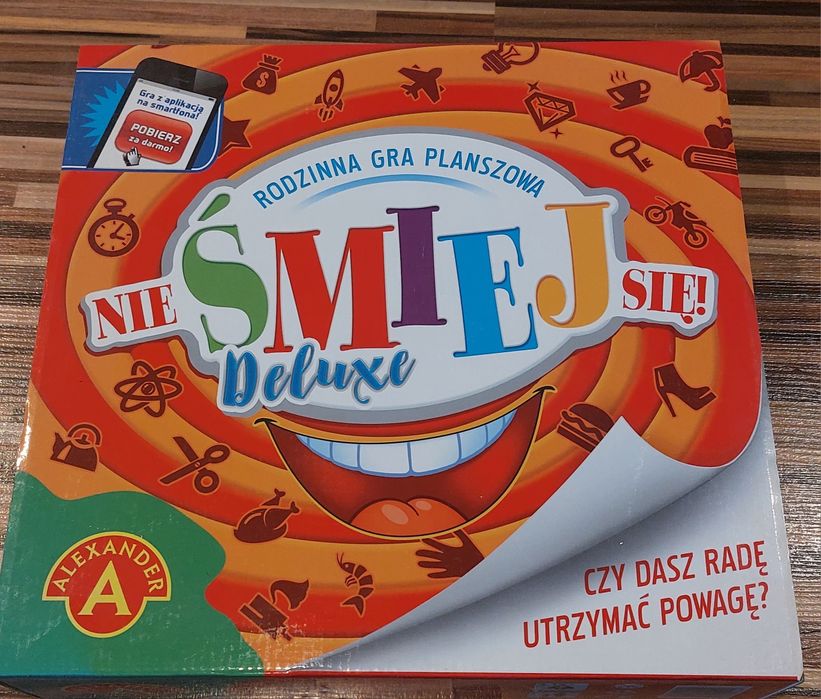 Gra z aplikacją
na smartfona!
POBIERZ
za darmo!
RODZINNA GRA PLANSZOWA
NIE ŚMIEJ SIĘ!
Deluxe
ALEXANDER
A
CZY DASZ RADĘ
UTRZYMAĆ POWAGĘ?